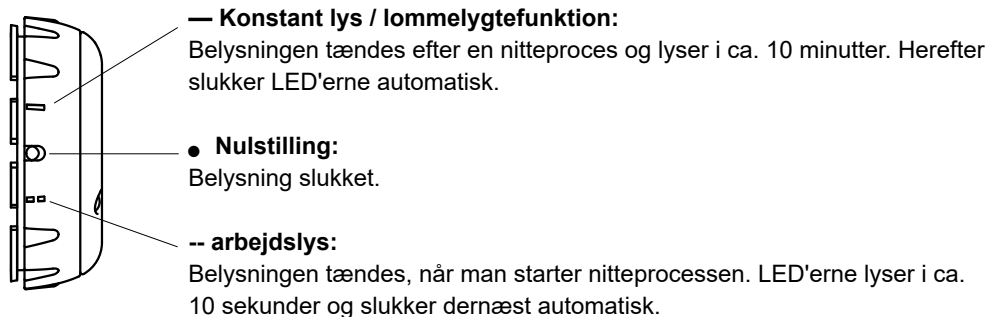 — Konstant lys / lommelygtefunktion:
Belysningen tændes efter en nitteproces og lyser i ca. 10 minutter. Herefter
slukker LED'erne automatisk.
● Nulstilling:
Belysning slukket.
-- arbejdslys:
Belysningen tændes, når man starter nitteprocessen. LED'erne lyser i ca.
10 sekunder og slukker dernæst automatisk.